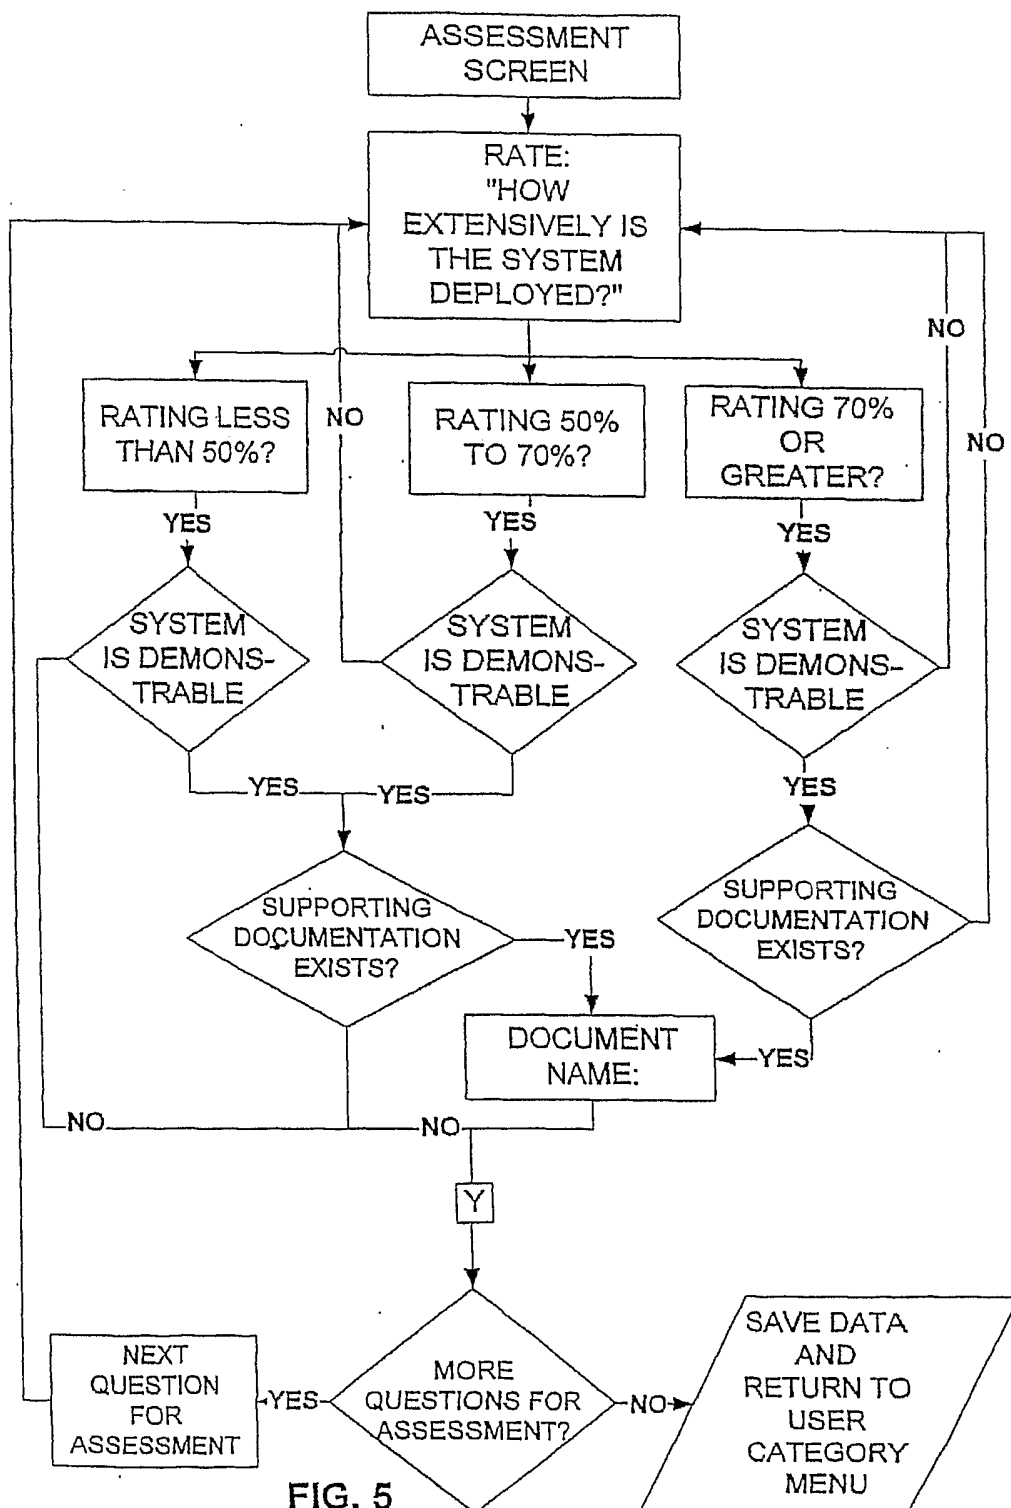 ASSESSMENT
SCREEN
RATE:
"HOW
EXTENSIVELY IS
THE SYSTEM
DEPLOYED?"
NO
RATING LESS
THAN 50%?
NO
RATING 50%
TO 70%?
RATING 70%
OR
GREATER?
NO
YES
YES
YES
SYSTEM
IS DEMONS-
TRABLE
SYSTEM
IS DEMONS-
TRABLE
SYSTEM
IS DEMONS-
TRABLE
YES
YES
YES
SUPPORTING
DOCUMENTATION
EXISTS?
YES
SUPPORTING
DOCUMENTATION
EXISTS?
DOCUMENT
NAME:
YES
NO
NO
Y
NEXT
QUESTION
FOR
ASSESSMENT
YES
MORE
QUESTIONS FOR
ASSESSMENT?
NO
SAVE DATA
AND
RETURN TO
USER
CATEGORY
MENU
FIG. 5